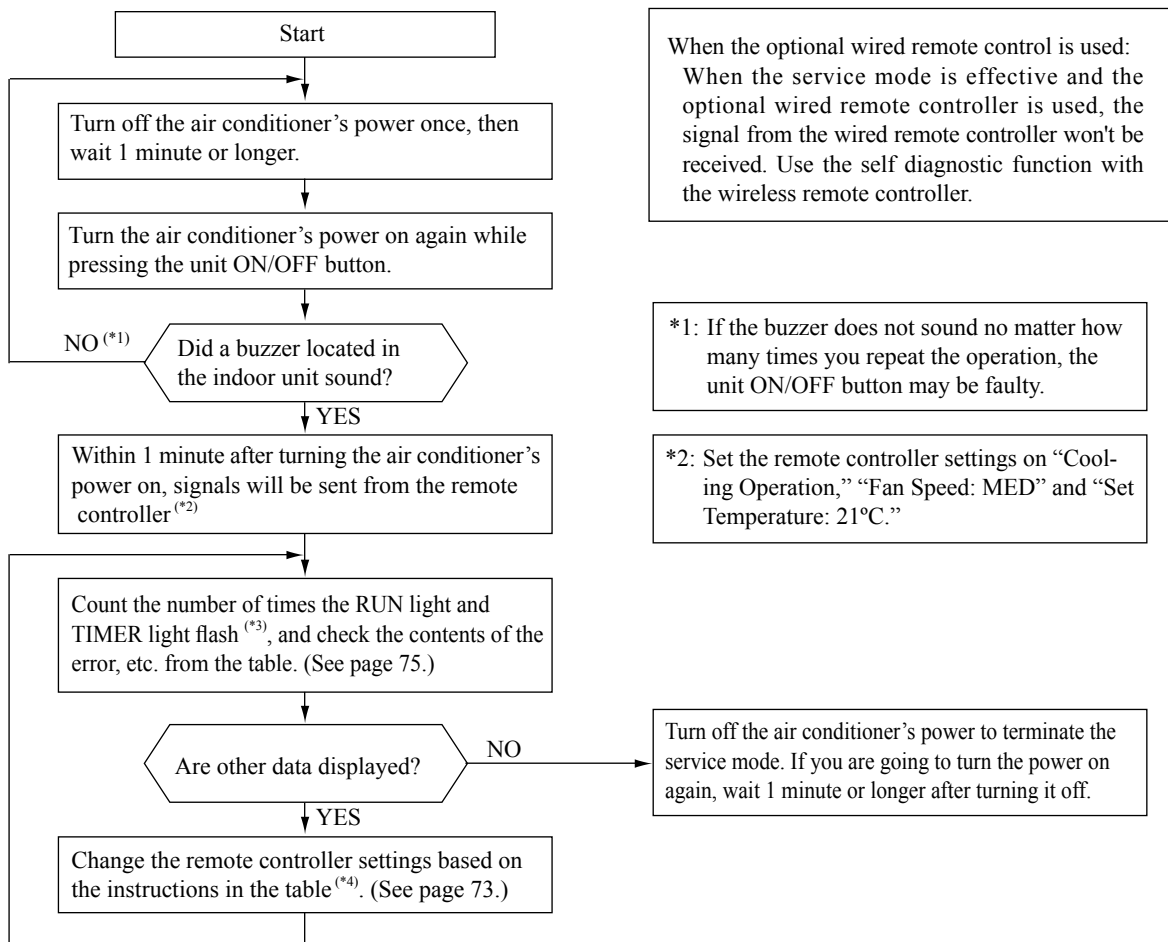 Start
Turn off the air conditioner’s power once, then
wait 1 minute or longer.
Turn the air conditioner’s power on again while
pressing the unit ON/OFF button.
NO (*1)
Did a buzzer located in
the indoor unit sound?
YES
Within 1 minute after turning the air conditioner’s
power on, signals will be sent from the remote
controller (*2)
Count the number of times the RUN light and
TIMER light flash (*3), and check the contents of the
error, etc. from the table. (See page 75.)
Are other data displayed?
NO
Turn off the air conditioner’s power to terminate the
service mode. If you are going to turn the power on
again, wait 1 minute or longer after turning it off.
YES
Change the remote controller settings based on
the instructions in the table (*4). (See page 73.)
When the optional wired remote control is used:
When the service mode is effective and the
optional wired remote controller is used, the
signal from the wired remote controller won't be
received. Use the self diagnostic function with
the wireless remote controller.
*1: If the buzzer does not sound no matter how
many times you repeat the operation, the
unit ON/OFF button may be faulty.
*2: Set the remote controller settings on “Cool-
ing Operation,” “Fan Speed: MED” and “Set
Temperature: 21ºC.”